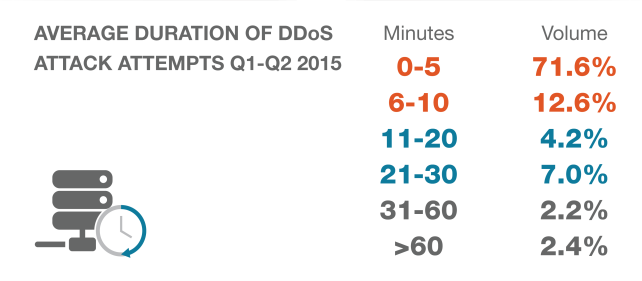 AVERAGE DURATION OF DDoS
ATTACK ATTEMPTS Q1-Q2 2015
Minutes Volume
0-5 71.6%
6-10 12.6%
11-20 4.2%
21-30 7.0%
31-60 2.2%
>60 2.4%